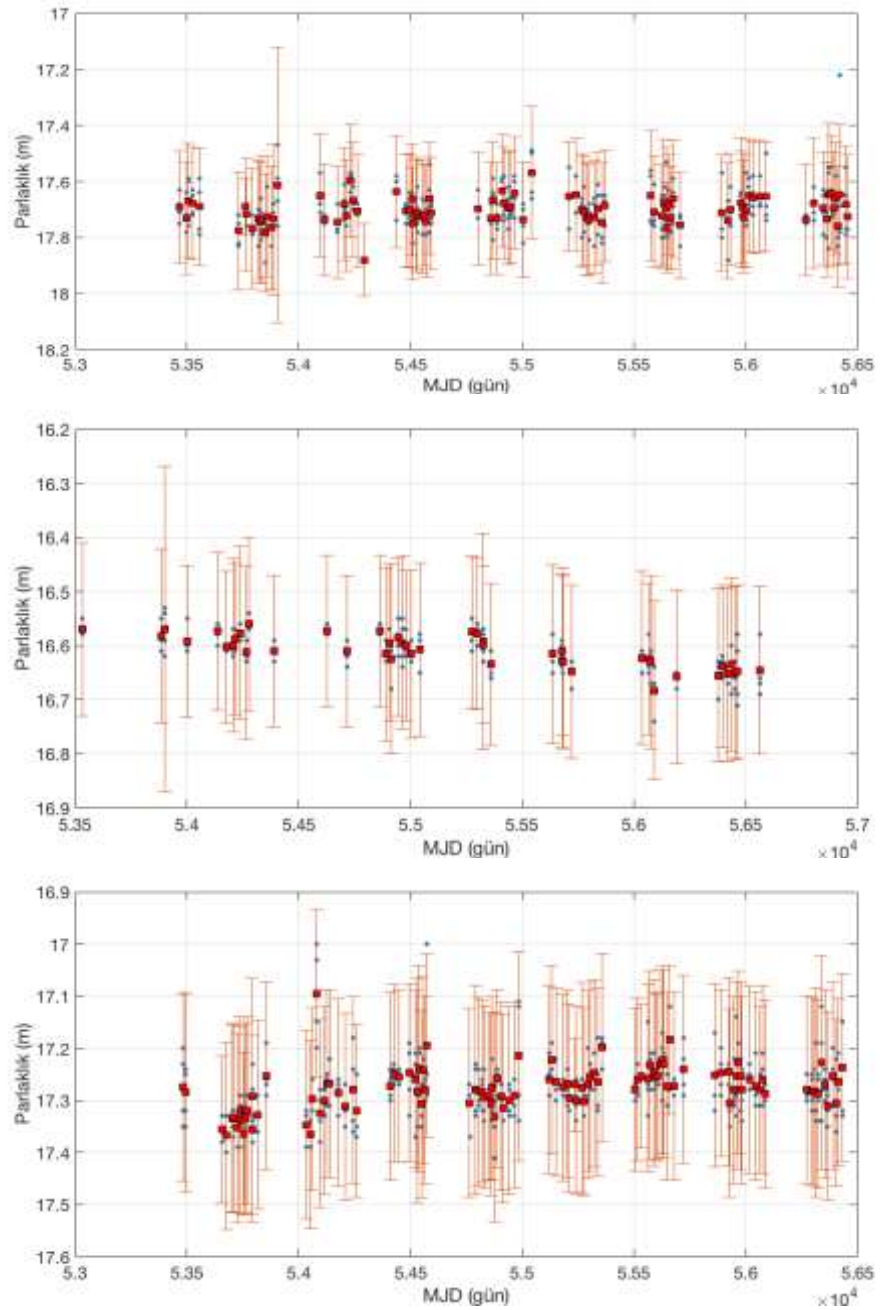 17
17.2
17.4
17.6
17.8
18
18.2
Parlaklık (m)
5.3 5.35 5.4 5.45 5.5 5.55 5.6 5.65
MJD (gün)
×10⁴
16.2
16.3
16.4
16.5
16.6
16.7
16.8
16.9
Parlaklık (m)
5.35 5.4 5.45 5.5 5.55 5.6 5.65 5.7
MJD (gün)
×10⁴
16.9
17
17.1
17.2
17.3
17.4
17.5
17.6
Parlaklık (m)
5.3 5.35 5.4 5.45 5.5 5.55 5.6 5.65
MJD (gün)
×10⁴